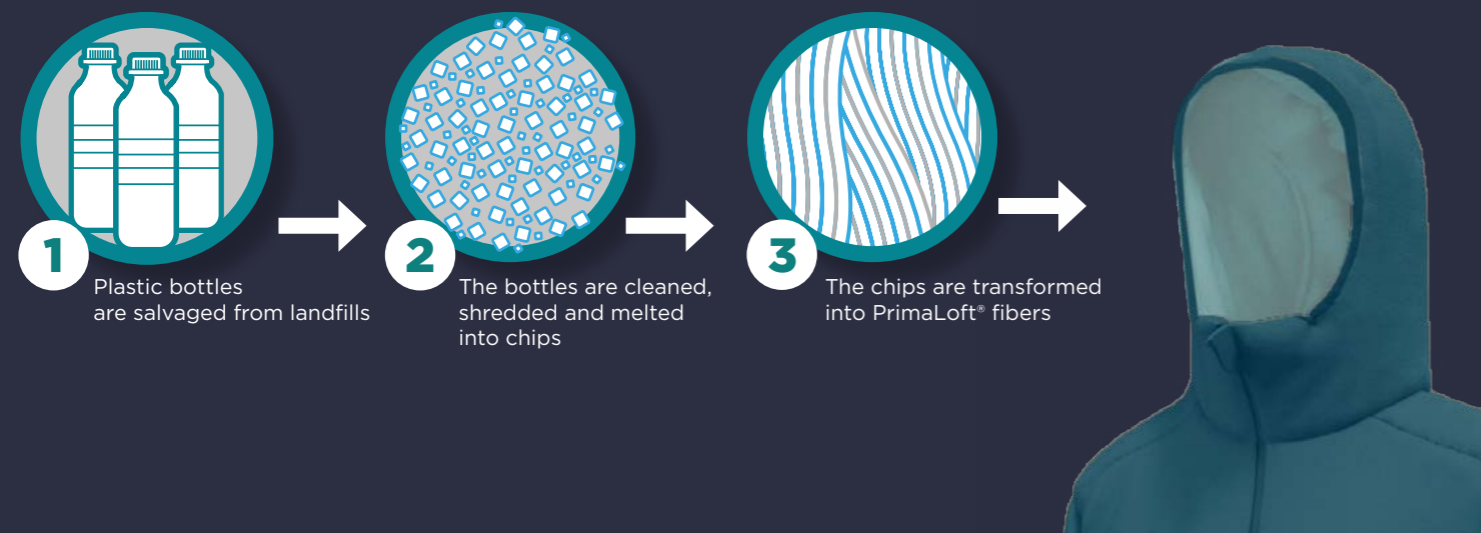 1
Plastic bottles
are salvaged from landfills
2
The bottles are cleaned,
shredded and melted
into chips
3
The chips are transformed
into PrimaLoft® fibers